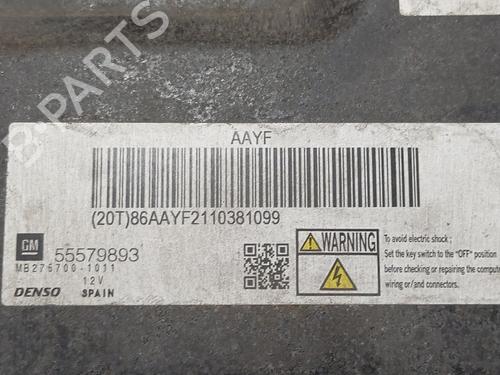 AAYF
(20T)86AAYF2110381099
GM 55579893
MB275700-1011
12V
DENSO SPAIN
WARNING
To avoid electric shock ;
Set the key switch to the "OFF" position
before checking or repairing the compute
wiring or/and connectors.
B-PARTS